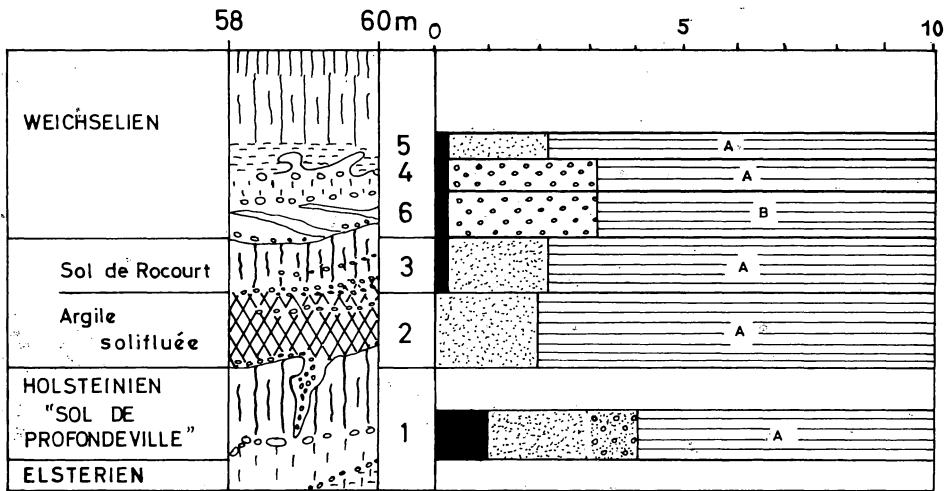 58 60m 0 5 10
WEICHSELIEN
5 A
4 A
6 B
Sol de Rocourt 3 A
Argile
solifluée 2 A
HOLSTEINIEN
"SOL DE
PROFONDEVILLE" 1 A
ELSTERIEN